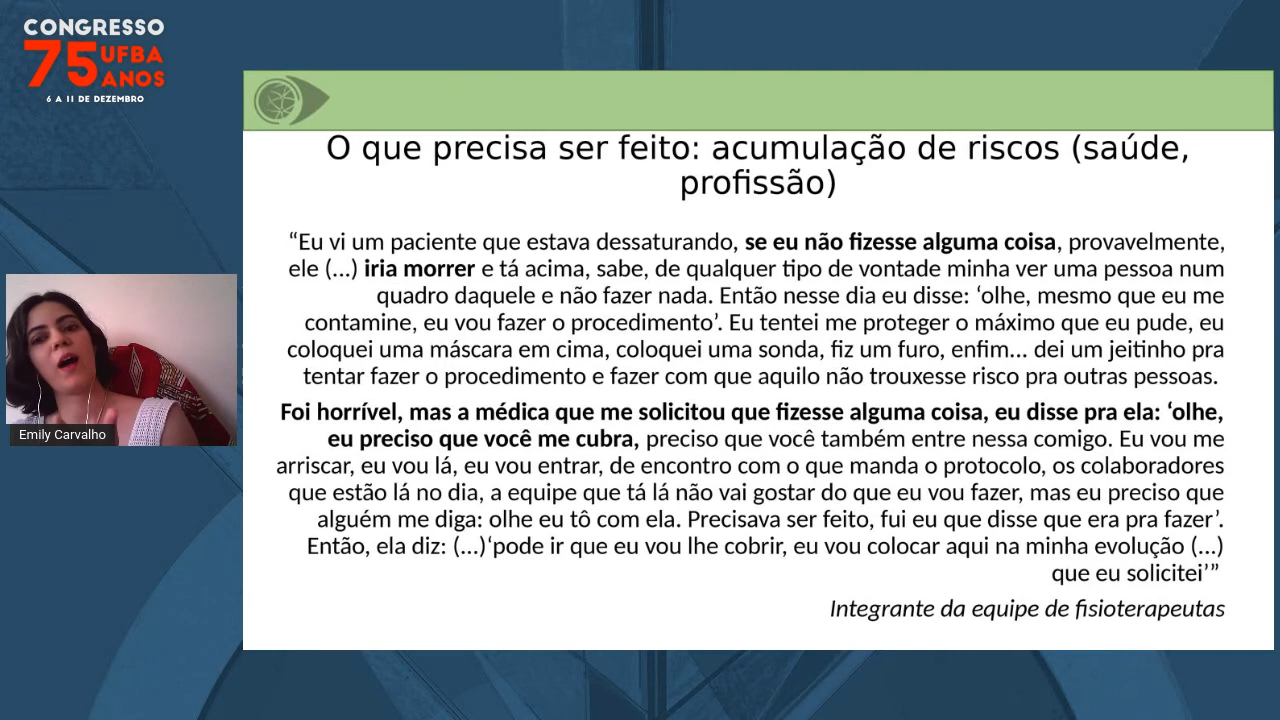 CONGRESSO
75 UFBA
ANOS
6 A 11 DE DEZEMBRO
O que precisa ser feito: acumulação de riscos (saúde,
profissão)
“Eu vi um paciente que estava dessaturando, se eu não fizesse alguma coisa, provavelmente,
ele (...) iria morrer e tá acima, sabe, de qualquer tipo de vontade minha ver uma pessoa num
quadro daquele e não fazer nada. Então nesse dia eu disse: ‘olhe, mesmo que eu me
contamine, eu vou fazer o procedimento’. Eu tentei me proteger o máximo que eu pude, eu
coloquei uma máscara em cima, coloquei uma sonda, fiz um furo, enfim... dei um jeitinho pra
tentar fazer o procedimento e fazer com que aquilo não trouxesse risco pra outras pessoas.
Foi horrível, mas a médica que me solicitou que fizesse alguma coisa, eu disse pra ela: ‘olhe,
eu preciso que você me cubra, preciso que você também entre nessa comigo. Eu vou me
arriscar, eu vou lá, eu vou entrar, de encontro com o que manda o protocolo, os colaboradores
que estão lá no dia, a equipe que tá lá não vai gostar do que eu vou fazer, mas eu preciso que
alguém me diga: olhe eu tô com ela. Precisava ser feito, fui eu que disse que era pra fazer’.
Então, ela diz: (...)‘pode ir que eu vou lhe cobrir, eu vou colocar aqui na minha evolução (...)
que eu solicitei’”
Integrante da equipe de fisioterapeutas
Emily Carvalho